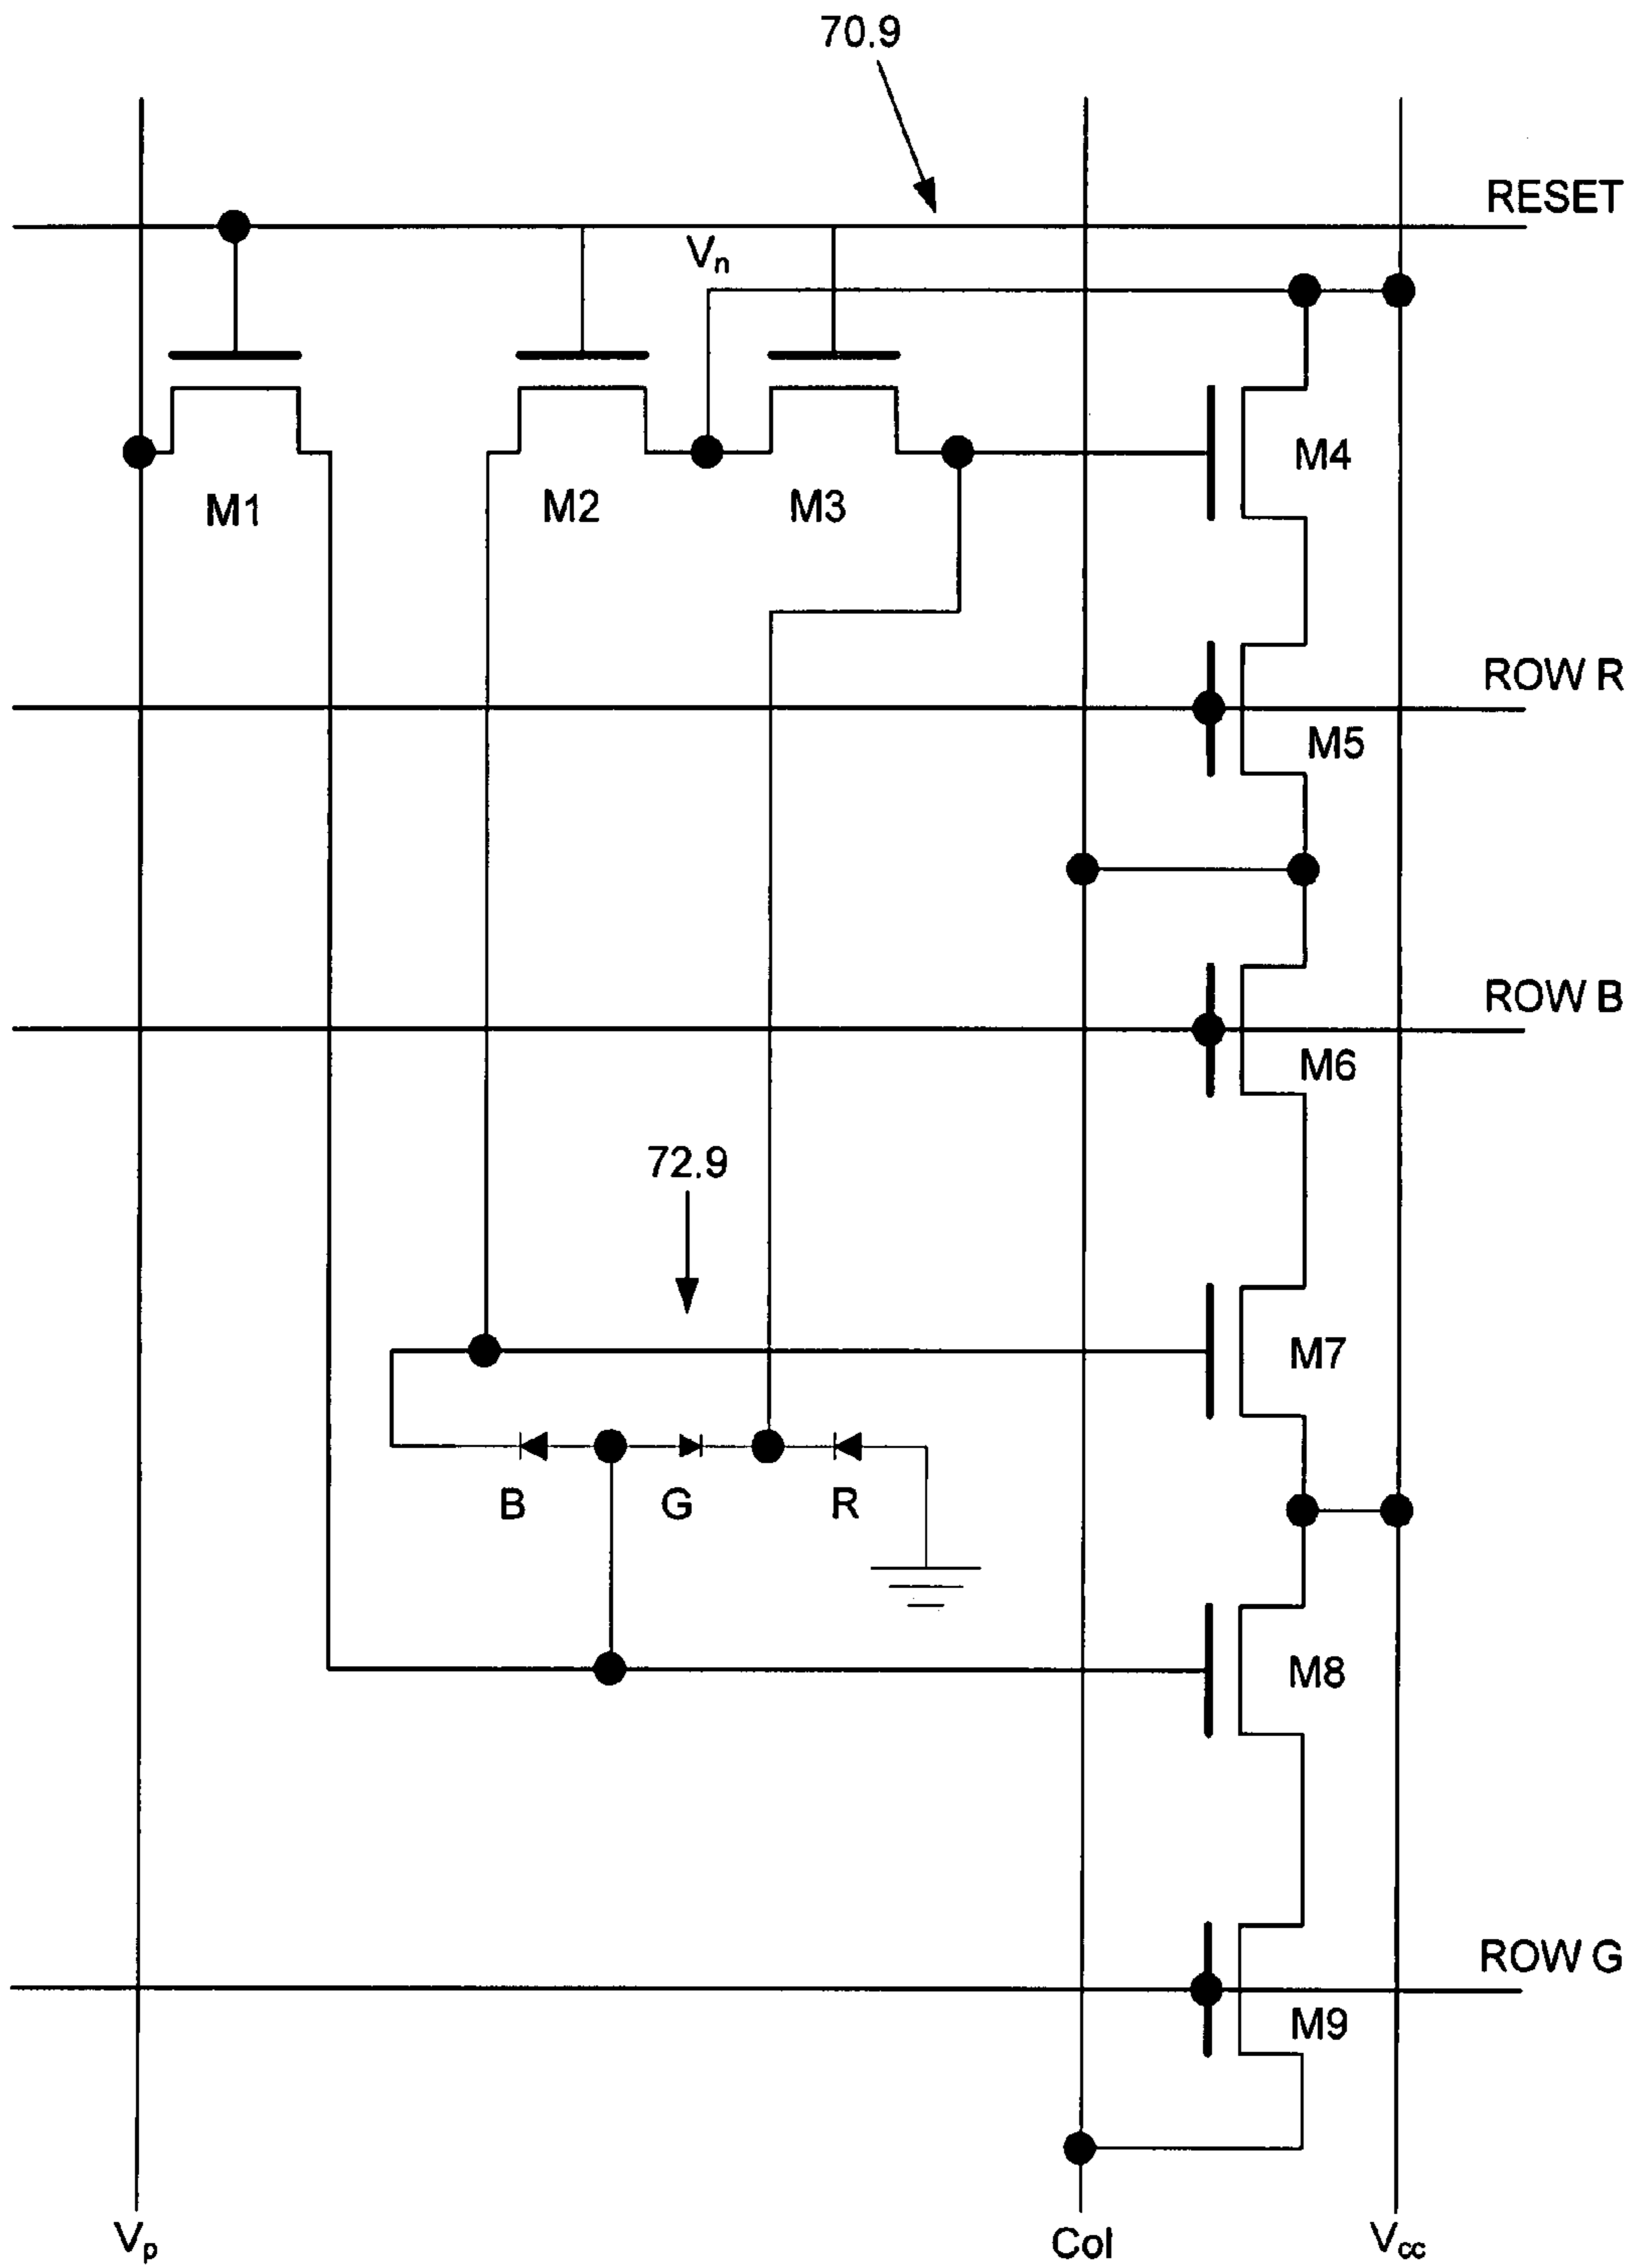 70.9
RESET
Vn
M4
M1
M2
M3
ROW R
M5
ROW B
M6
72.9
M7
B
G
R
M8
ROW G
M9
Vp
Col
Vcc